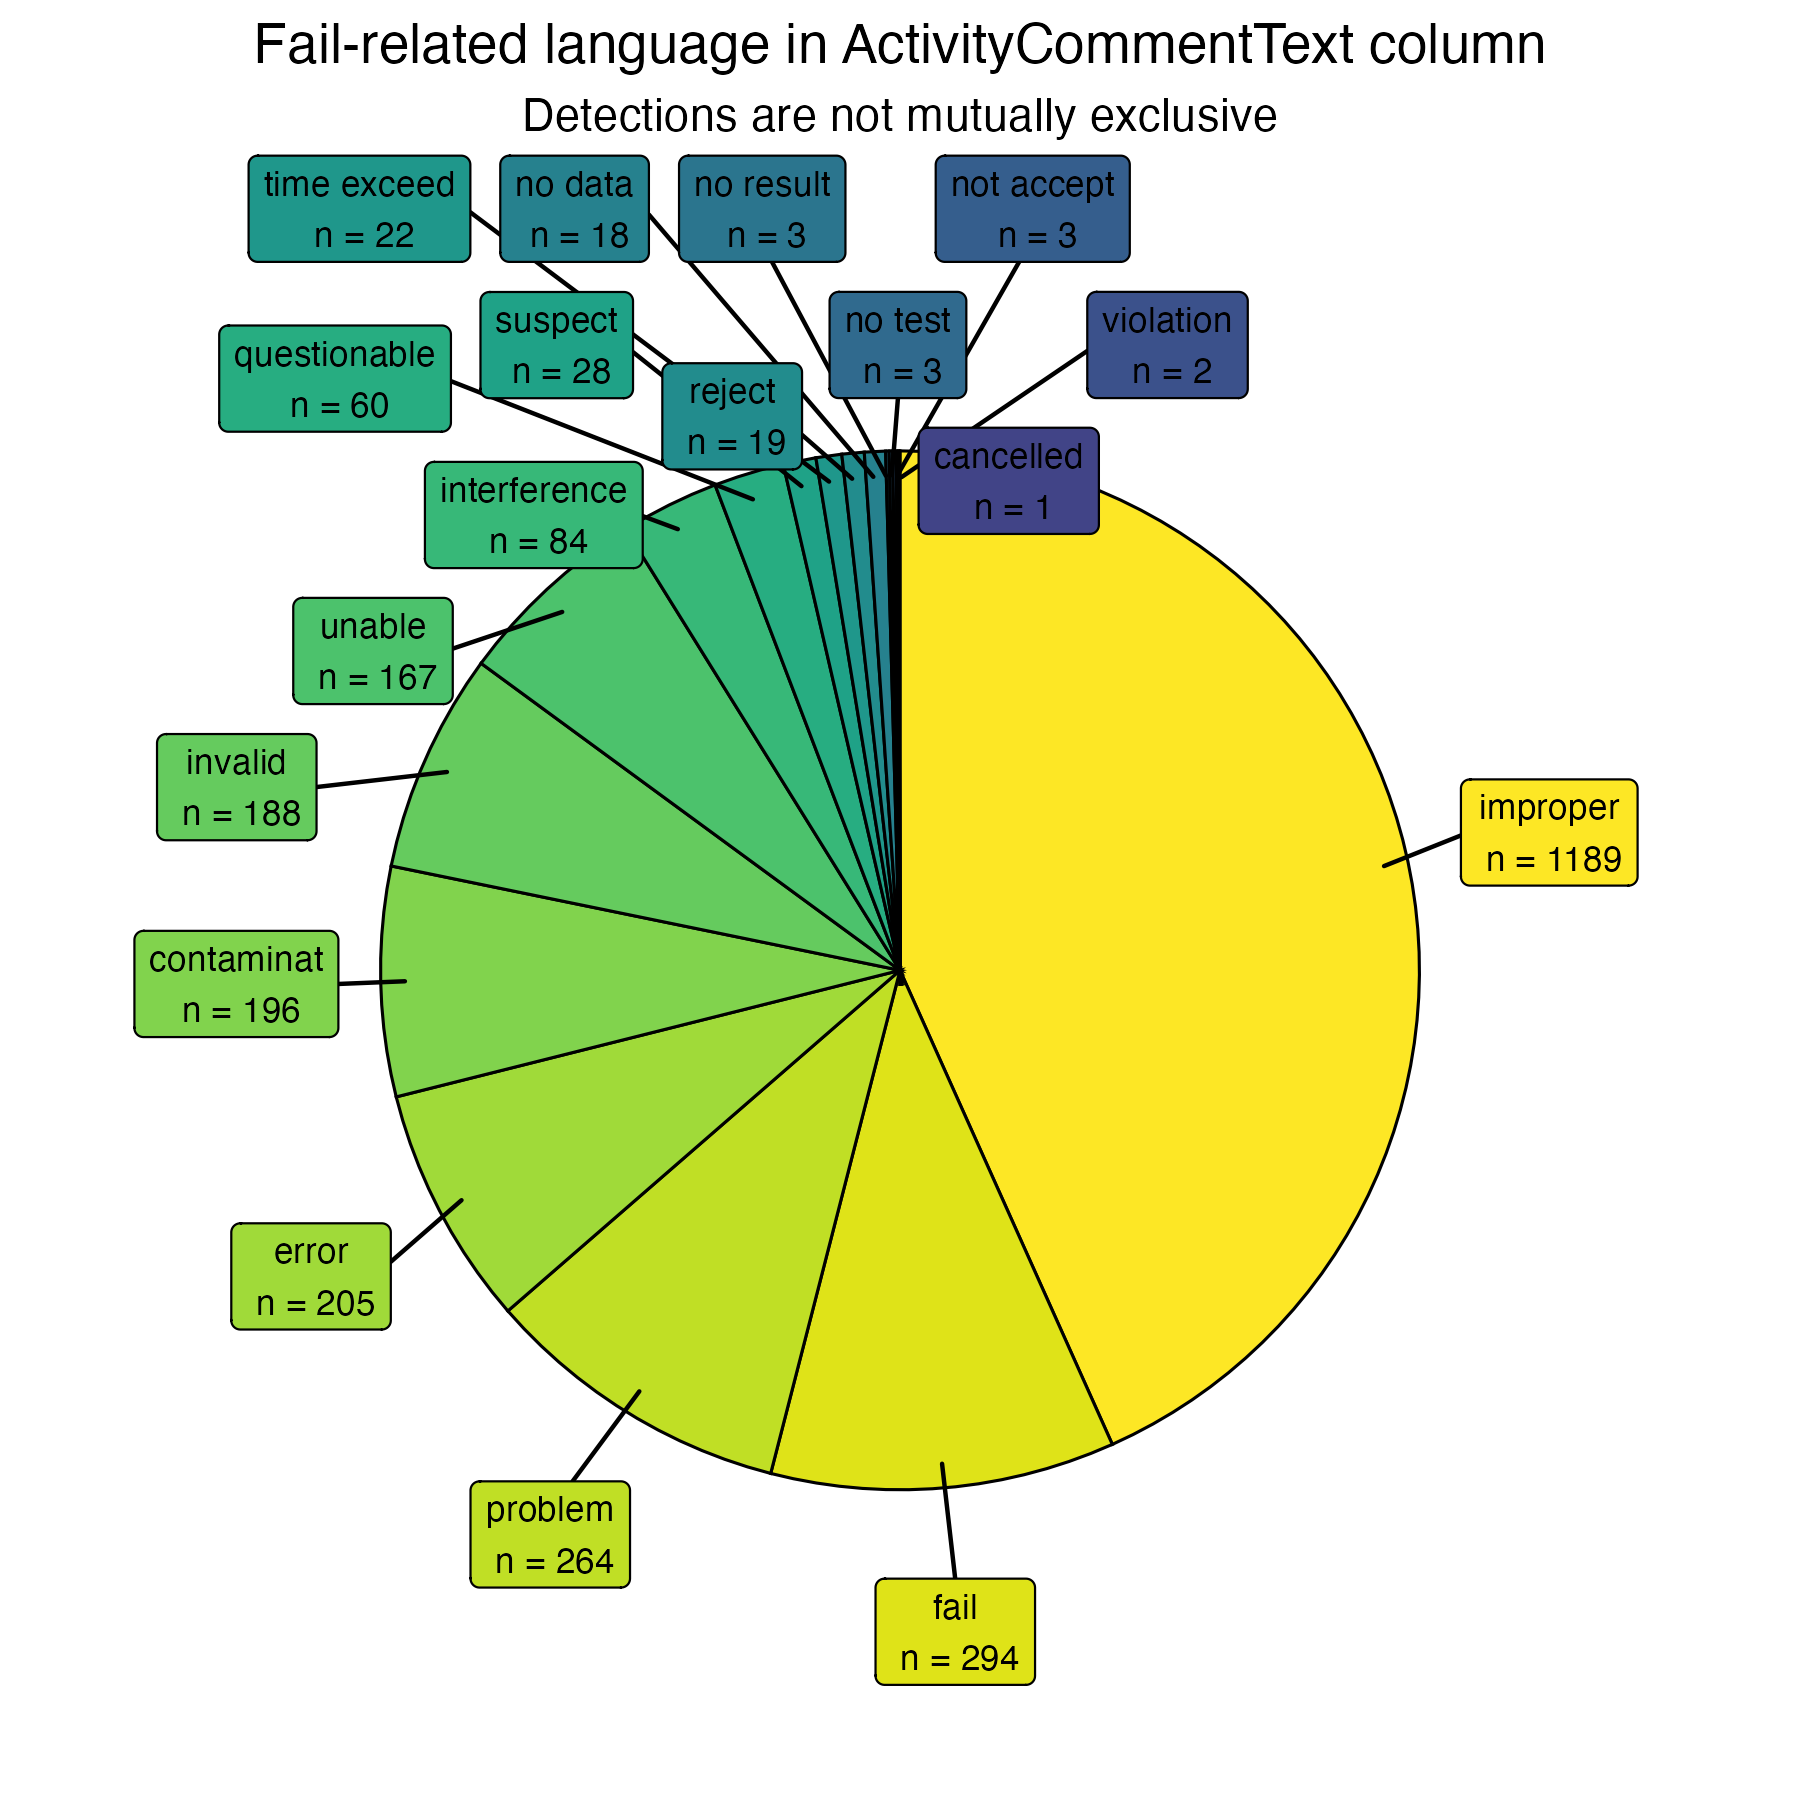 Fail-related language in ActivityCommentText column
Detections are not mutually exclusive
time exceed
n = 22
no data
n = 18
no result
n = 3
not accept
n = 3
suspect
n = 28
no test
n = 3
violation
n = 2
questionable
n = 60
reject
n = 19
cancelled
n = 1
interference
n = 84
unable
n = 167
invalid
n = 188
improper
n = 1189
contaminat
n = 196
error
n = 205
problem
n = 264
fail
n = 294